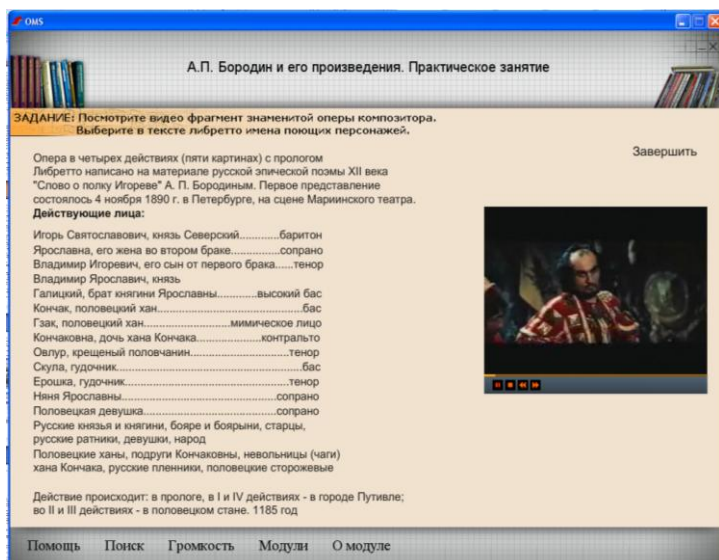 OMS
А.П. Бородин и его произведения. Практическое занятие
ЗАДАНИЕ: Посмотрите видео фрагмент знаменитой оперы композитора.
Выберите в тексте либретто имена поющих персонажей.
Завершить
Опера в четырех действиях (пяти картинах) с прологом
Либретто написано на материале русской эпической поэмы XII века
"Слово о полку Игореве" А. П. Бородиным. Первое представление
состоялось 4 ноября 1890 г. в Петербурге, на сцене Мариинского театра.
Действующие лица:
Игорь Святославович, князь Северский............баритон
Ярославна, его жена во втором браке...............сопрано
Владимир Игоревич, его сын от первого брака......тенор
Владимир Ярославич, князь
Галицкий, брат княгини Ярославны............высокий бас
Кончак, половецкий хан............................................бас
Гзак, половецкий хан..........................мимическое лицо
Кончаковна, дочь хана Кончака....................контральто
Овлур, крещеный половчанин...............................тенор
Скула, гудочник........................................................бас
Ерошка, гудочник..................................................тенор
Няня Ярославны...............................................сопрано
Половецкая девушка.........................................сопрано
Русские князья и княгини, бояре и боярыни, старцы,
русские ратники, девушки, народ
Половецкие ханы, подруги Кончаковны, невольницы (чаги)
хана Кончака, русские пленники, половецкие сторожевые
Действие происходит: в прологе, в I и IV действиях - в городе Путивле;
во II и III действиях - в половецком стане. 1185 год
Помощь Поиск Громкость Модули О модуле